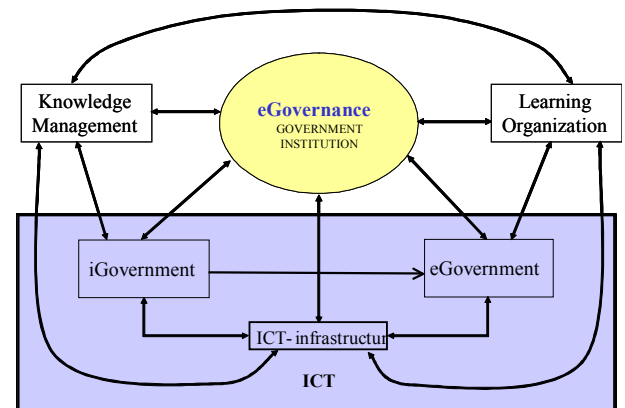 Knowledge
Management
eGovernance
GOVERNMENT
INSTITUTION
Learning
Organization
iGovernment
eGovernment
ICT- infrastructur
ICT